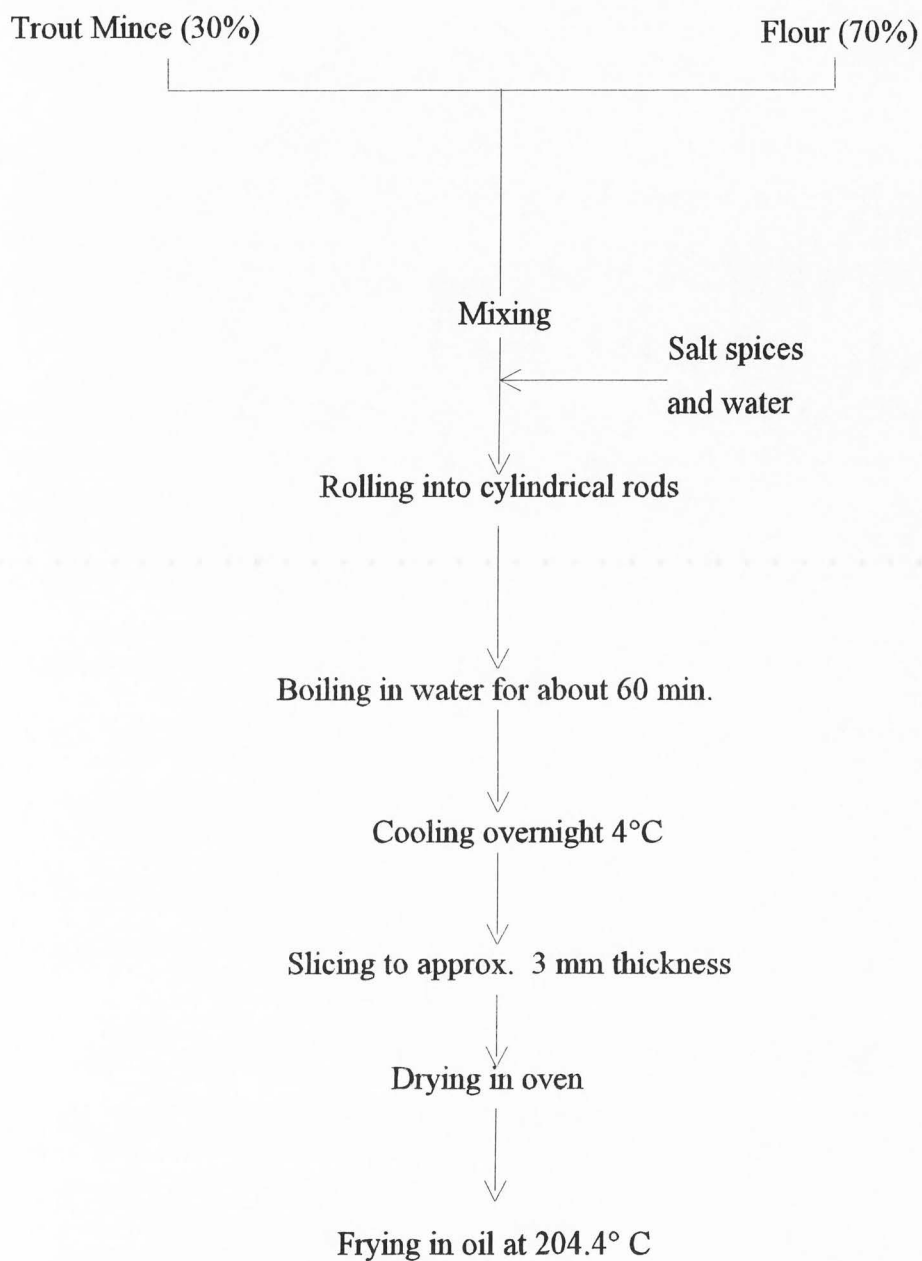 Trout Mince (30%)
Flour (70%)
Mixing
Salt spices
and water
Rolling into cylindrical rods
Boiling in water for about 60 min.
Cooling overnight 4°C
Slicing to approx. 3 mm thickness
Drying in oven
Frying in oil at 204.4° C